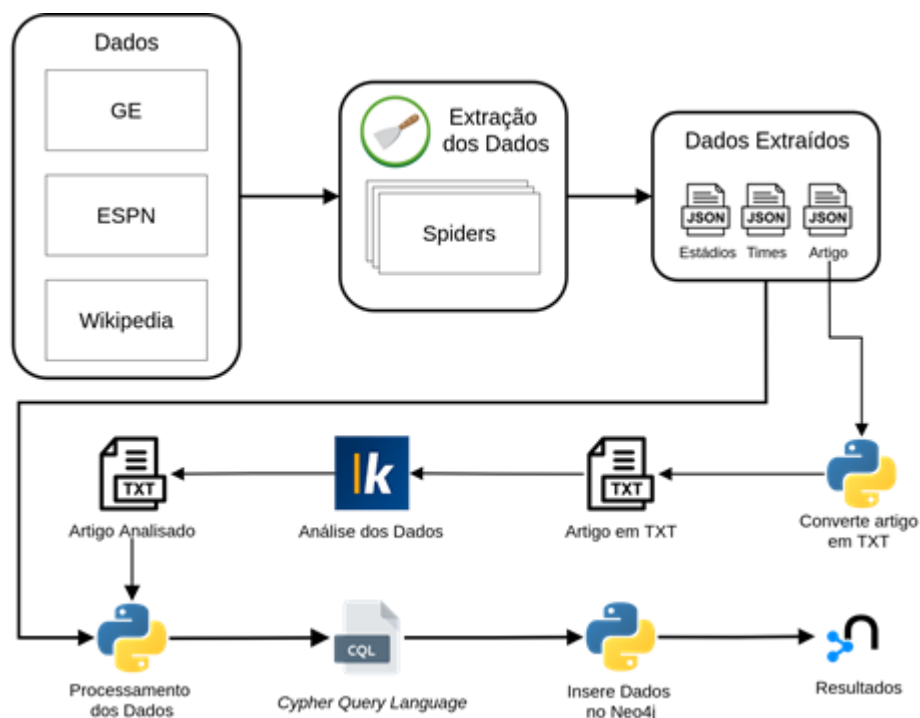 Dados
GE
ESPN
Wikipedia
Extração
dos Dados
Spiders
Dados Extraídos
JSON
JSON
JSON
Estádios
Times
Artigo
TXT
Artigo Analisado
lk
Análise dos Dados
TXT
Artigo em TXT
Converte artigo
em TXT
Processamento
dos Dados
CQL
Cypher Query Language
Insere Dados
no Neo4j
Resultados